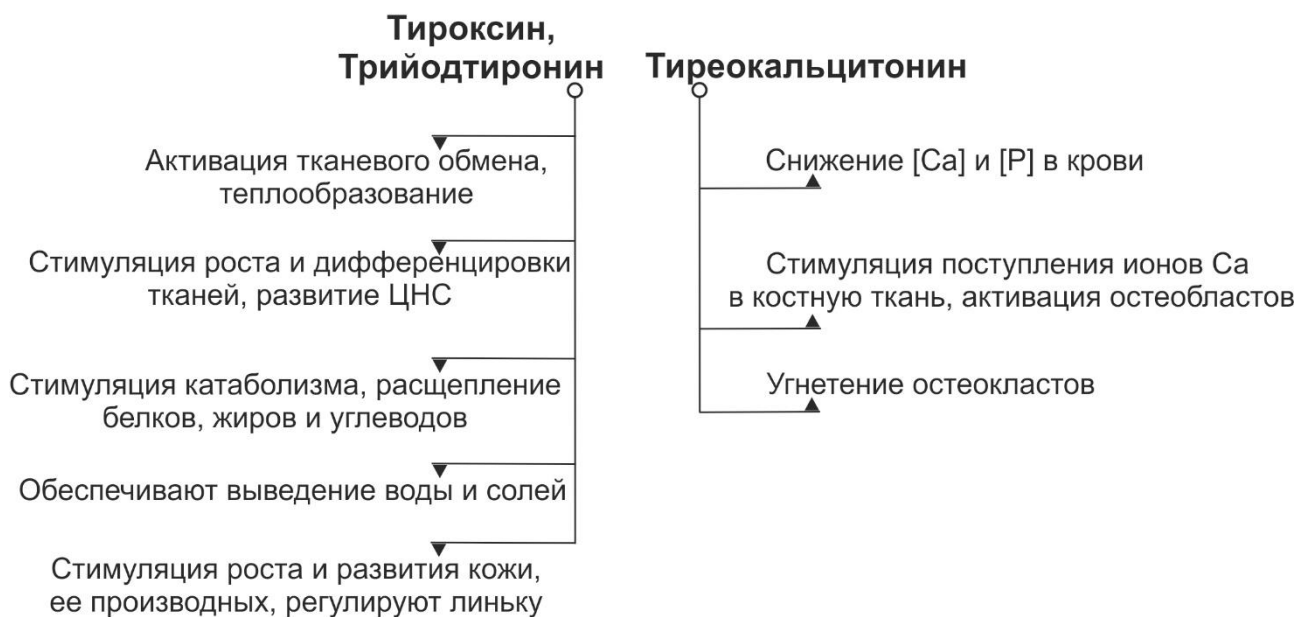 Тироксин,
Трийодтиронин
Активация тканевого обмена,
теплообразование
Стимуляция роста и дифференцировки
тканей, развитие ЦНС
Стимуляция катаболизма, расщепление
белков, жиров и углеводов
Обеспечивают выведение воды и солей
Стимуляция роста и развития кожи,
ее производных, регулируют линьку
Тиреокальцитонин
Снижение [Ca] и [P] в крови
Стимуляция поступления ионов Ca
в костную ткань, активация остеобластов
Угнетение остеокластов